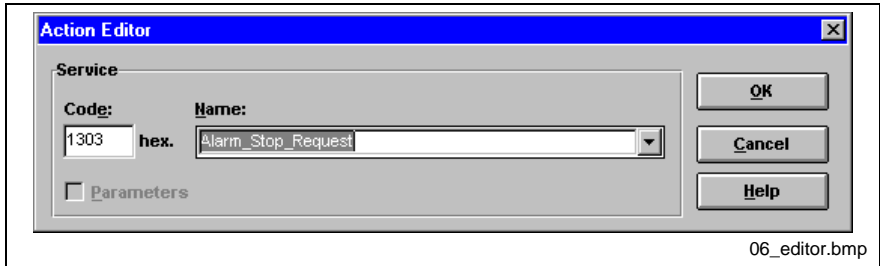 Action Editor
Service
Code: Name:
1303 hex. Alarm_Stop_Request
Parameters
OK
Cancel
Help
06_editor.bmp